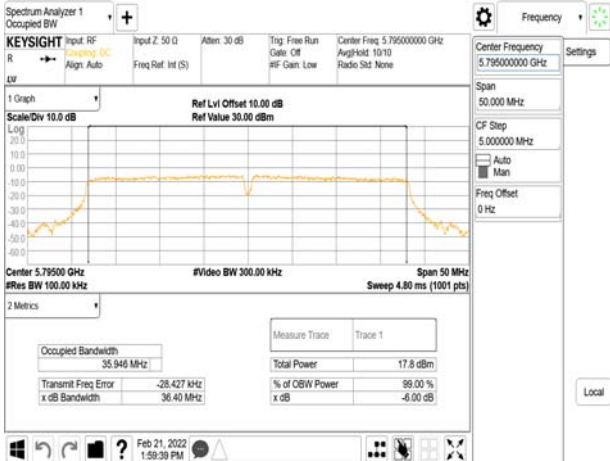 Spectrum Analyzer 1
Occupied BW
Frequency
KEYSIGHT Input: RF Input Z: 50 Ω Atten: 30 dB Trig: Free Run Center Freq: 5.795000000 GHz
R Coupling: DC Gate: Off Avg|Hold: 10/10
Align: Auto Freq Ref: Int (S) #IF Gain: Low Radio Std: None
Center Frequency
5.795000000 GHz
Settings
Span
50.000 MHz
CF Step
5.000000 MHz
Auto
Man
Freq Offset
0 Hz
Local
1 Graph
Ref Lvl Offset 10.00 dB
Scale/Div 10.0 dB Ref Value 30.00 dBm
Log
20.0
10.0
0.00
-10.0
-20.0
-30.0
-40.0
-50.0
-60.0
Center 5.79500 GHz #Video BW 300.00 kHz Span 50 MHz
#Res BW 100.00 kHz Sweep 4.80 ms (1001 pts)
2 Metrics
Measure Trace Trace 1
Occupied Bandwidth
35.946 MHz Total Power 17.8 dBm
Transmit Freq Error -28.427 kHz % of OBW Power 99.00 %
x dB Bandwidth 36.40 MHz x dB -6.00 dB
? Feb 21, 2022
1:59:39 PM